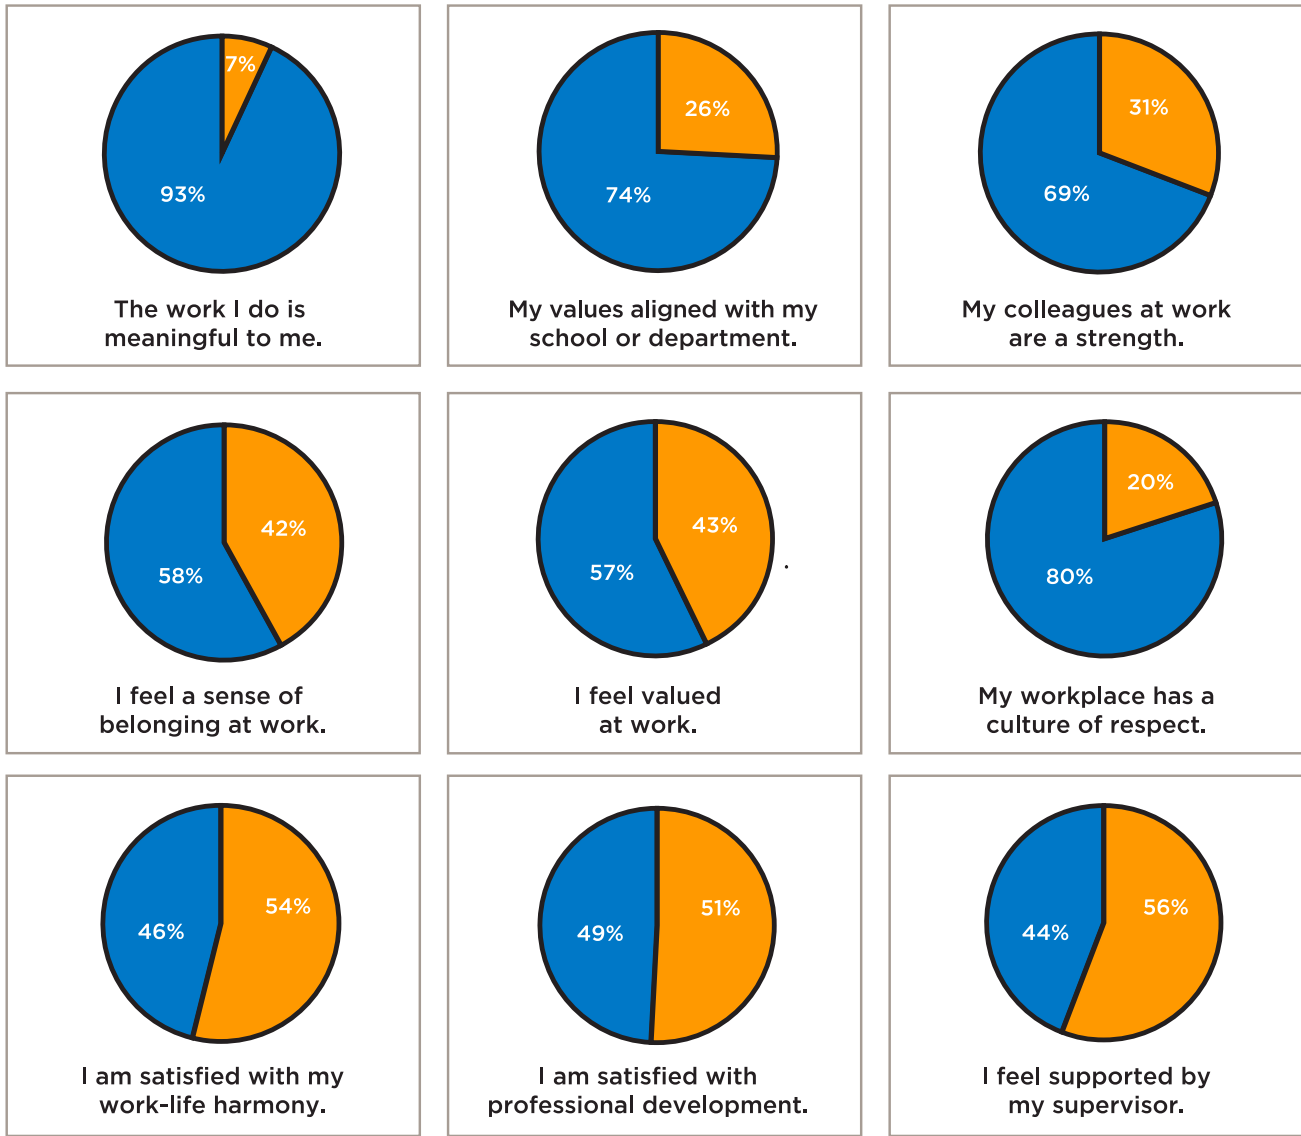 7%
93%
The work I do is
meaningful to me.
26%
74%
My values aligned with my
school or department.
31%
69%
My colleagues at work
are a strength.
42%
58%
I feel a sense of
belonging at work.
43%
57%
I feel valued
at work.
20%
80%
My workplace has a
culture of respect.
54%
46%
I am satisfied with my
work-life harmony.
51%
49%
I am satisfied with
professional development.
56%
44%
I feel supported by
my supervisor.